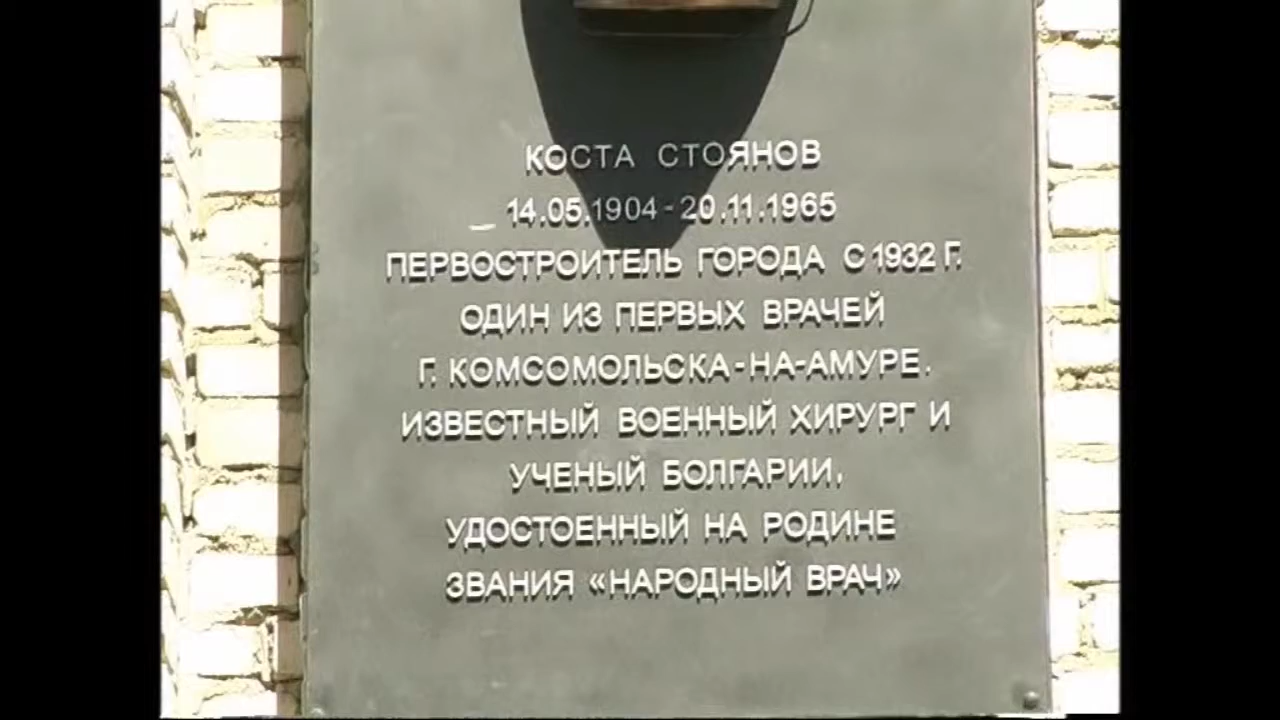 КОСТА СТОЯНОВ
14.05.1904 - 20.11.1965
ПЕРВОСТРОИТЕЛЬ ГОРОДА С 1932 Г.
ОДИН ИЗ ПЕРВЫХ ВРАЧЕЙ
Г. КОМСОМОЛЬСКА-НА-АМУРЕ.
ИЗВЕСТНЫЙ ВОЕННЫЙ ХИРУРГ И
УЧЕНЫЙ БОЛГАРИИ,
УДОСТОЕННЫЙ НА РОДИНЕ
ЗВАНИЯ «НАРОДНЫЙ ВРАЧ»